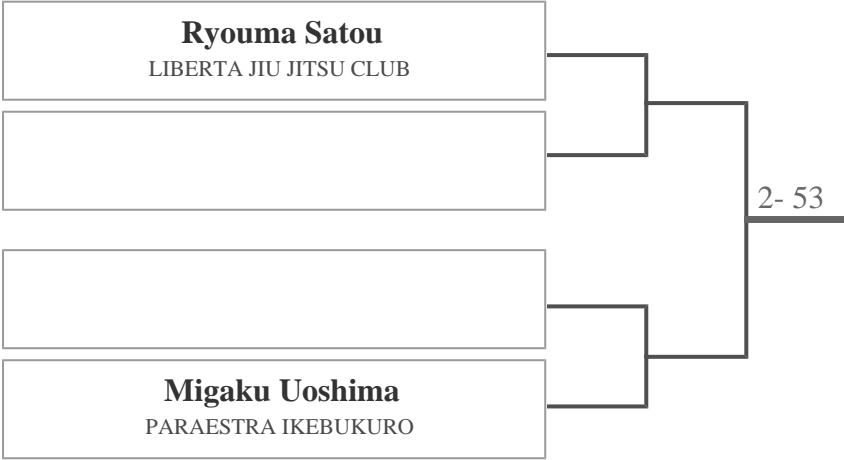 Ryouma Satou
LIBERTA JIU JITSU CLUB
2- 53
Migaku Uoshima
PARAESTRA IKEBUKURO